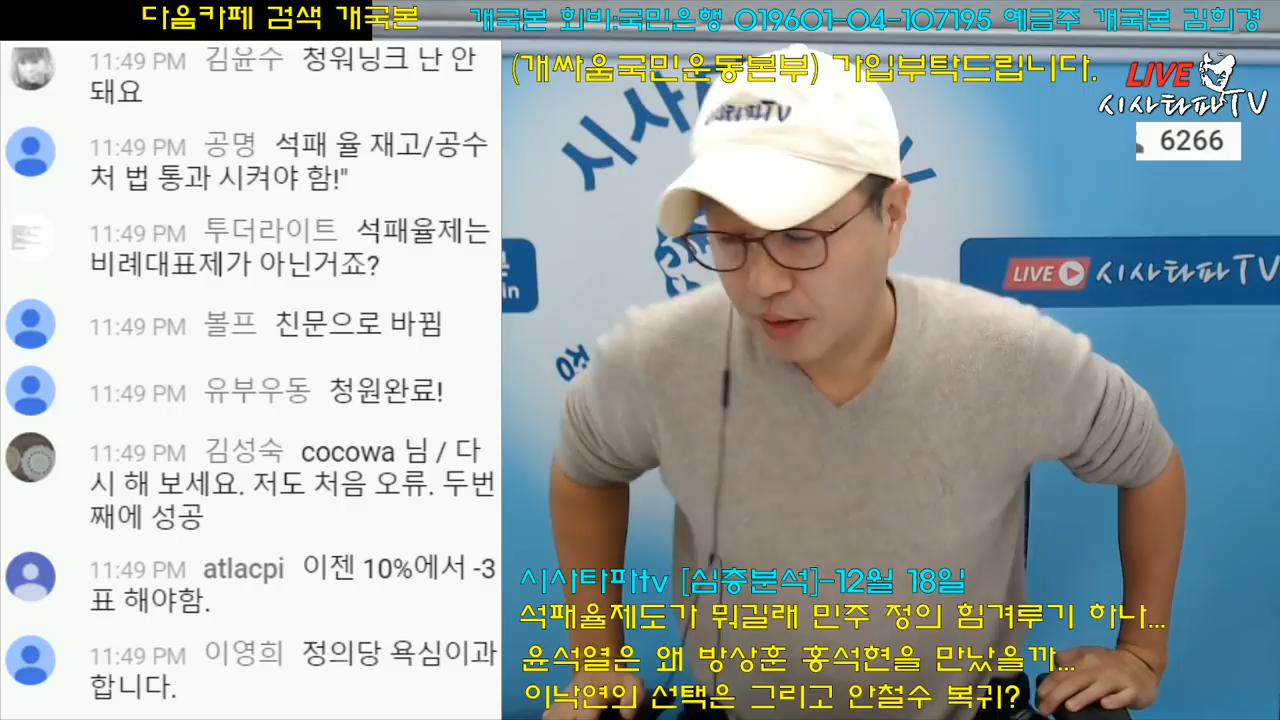 다음카페 검색 개국본
개국본 회비:국민은행 019601-04-107195 예금주 개국본 김희경
(개싸움국민운동본부) 가입부탁드립니다.
LIVE
시사타파TV
6266
11:49 PM 김윤수 청워닝크 난 안
돼요
11:49 PM 공명 석패 율 재고/공수
처 법 통과 시켜야 함!"
11:49 PM 투더라이트 석패율제는
비례대표제가 아닌거죠?
11:49 PM 볼프 친문으로 바뀜
11:49 PM 유부우동 청원완료!
11:49 PM 김성숙 cocowa 님 / 다
시 해 보세요. 저도 처음 오류. 두번
째에 성공
11:49 PM atlacpi 이젠 10%에서 -3
표 해야함.
11:49 PM 이영희 정의당 욕심이과
합니다.
시사
LIVE 시사타파TV
in
시사타파tv [심층분석]-12월 18일
석패율제도가 뭐길래 민주 정의 힘겨루기 하나...
윤석열은 왜 방상훈 홍석현을 만났을까...
이낙연의 선택은 그리고 안철수 복귀?